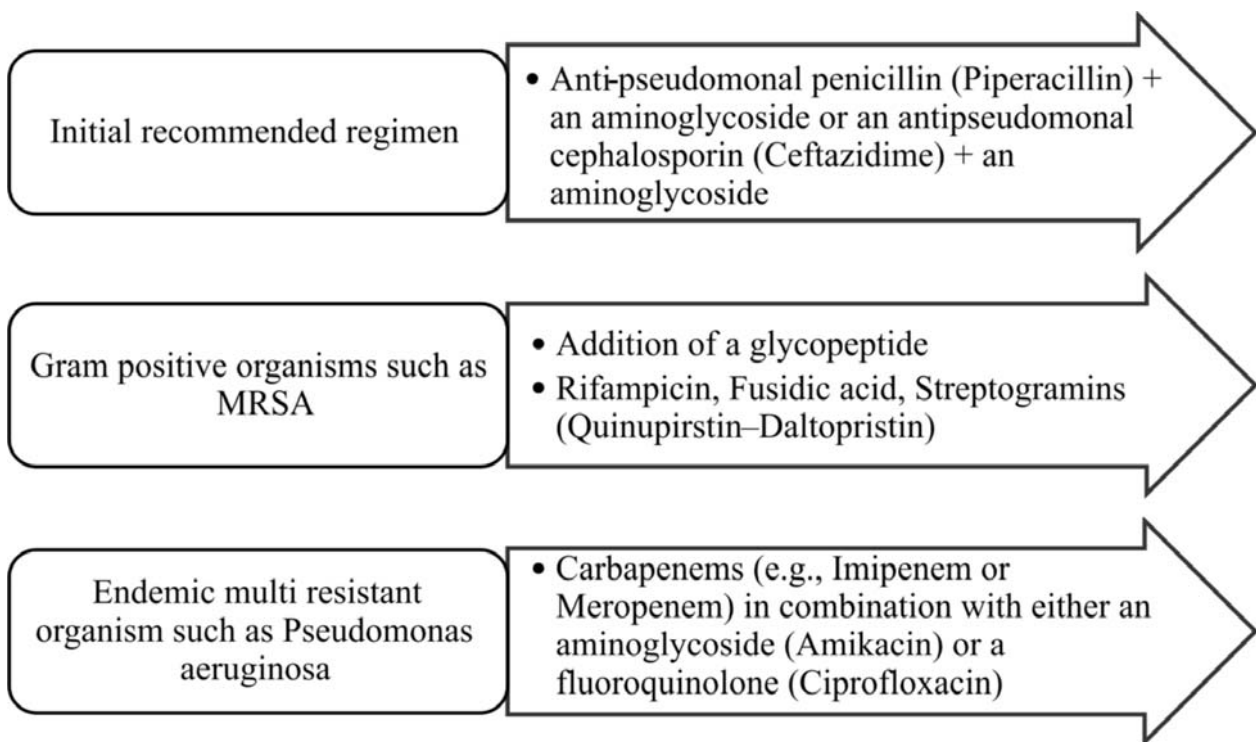 Initial recommended regimen
• Anti-pseudomonal penicillin (Piperacillin) +
an aminoglycoside or an antipseudomonal
cephalosporin (Ceftazidime) + an
aminoglycoside
Gram positive organisms such as
MRSA
• Addition of a glycopeptide
• Rifampicin, Fusidic acid, Streptogramins
(Quinupirstin–Daltopristin)
Endemic multi resistant
organism such as Pseudomonas
aeruginosa
• Carbapenems (e.g., Imipenem or
Meropenem) in combination with either an
aminoglycoside (Amikacin) or a
fluoroquinolone (Ciprofloxacin)